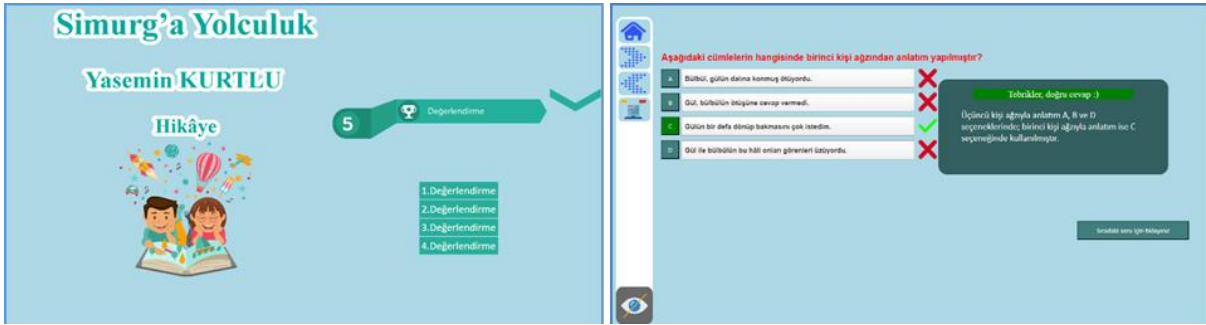 Simurg'a Yolculuk
Yasemin KURTLU
Hikâye
5
Değerlendirme
1.Değerlendirme
2.Değerlendirme
3.Değerlendirme
4.Değerlendirme
Aşağıdaki cümlelerin hangisinde birinci kişi ağzından anlatım yapılmıştır?
A Bülbül, gülün dalına konmuş ötüyordu.
B Gül, bülbülün ötüşüne cevap vermedi.
C Gülün bir defa dönüp bakmasını çok istedim.
D Gül ile bülbülün bu hâli onları görenleri üzüyordu.
Tebrikler, doğru cevap :)
Üçüncü kişi ağzıyla anlatım A, B ve D
seçeneklerinde; birinci kişi ağzıyla anlatım ise C
seçeneğinde kullanılmıştır.
Sıradaki soru için tıklayınız